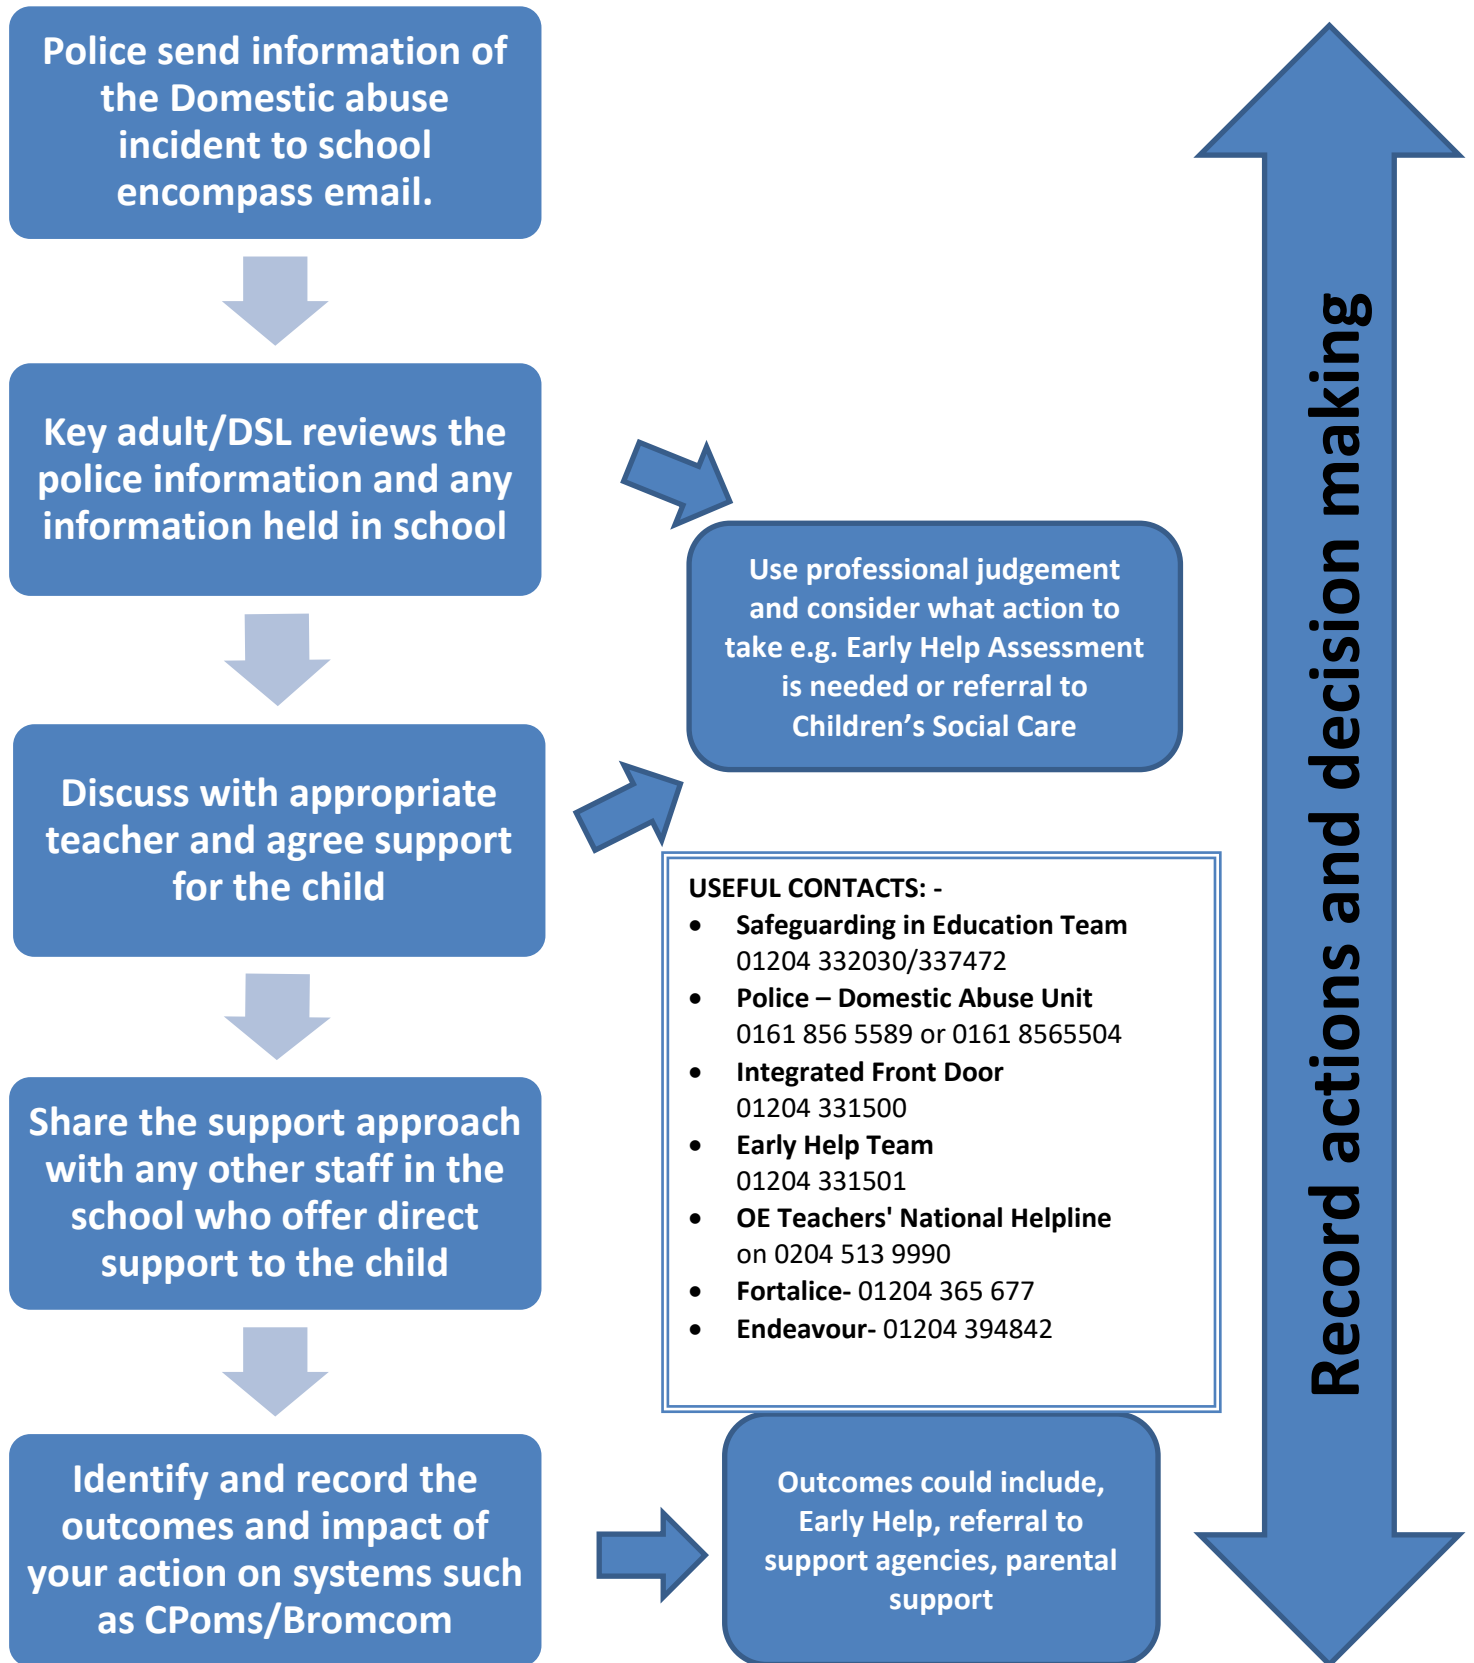 Police send information of
the Domestic abuse
incident to school
encompass email.
Key adult/DSL reviews the
police information and any
information held in school
Use professional judgement
and consider what action to
take e.g. Early Help Assessment
is needed or referral to
Children’s Social Care
Discuss with appropriate
teacher and agree support
for the child
USEFUL CONTACTS: -
• Safeguarding in Education Team
01204 332030/337472
• Police – Domestic Abuse Unit
0161 856 5589 or 0161 8565504
• Integrated Front Door
01204 331500
• Early Help Team
01204 331501
• OE Teachers' National Helpline
on 0204 513 9990
• Fortalice- 01204 365 677
• Endeavour- 01204 394842
Share the support approach
with any other staff in the
school who offer direct
support to the child
Identify and record the
outcomes and impact of
your action on systems such
as CPoms/Bromcom
Outcomes could include,
Early Help, referral to
support agencies, parental
support
Record actions and decision making